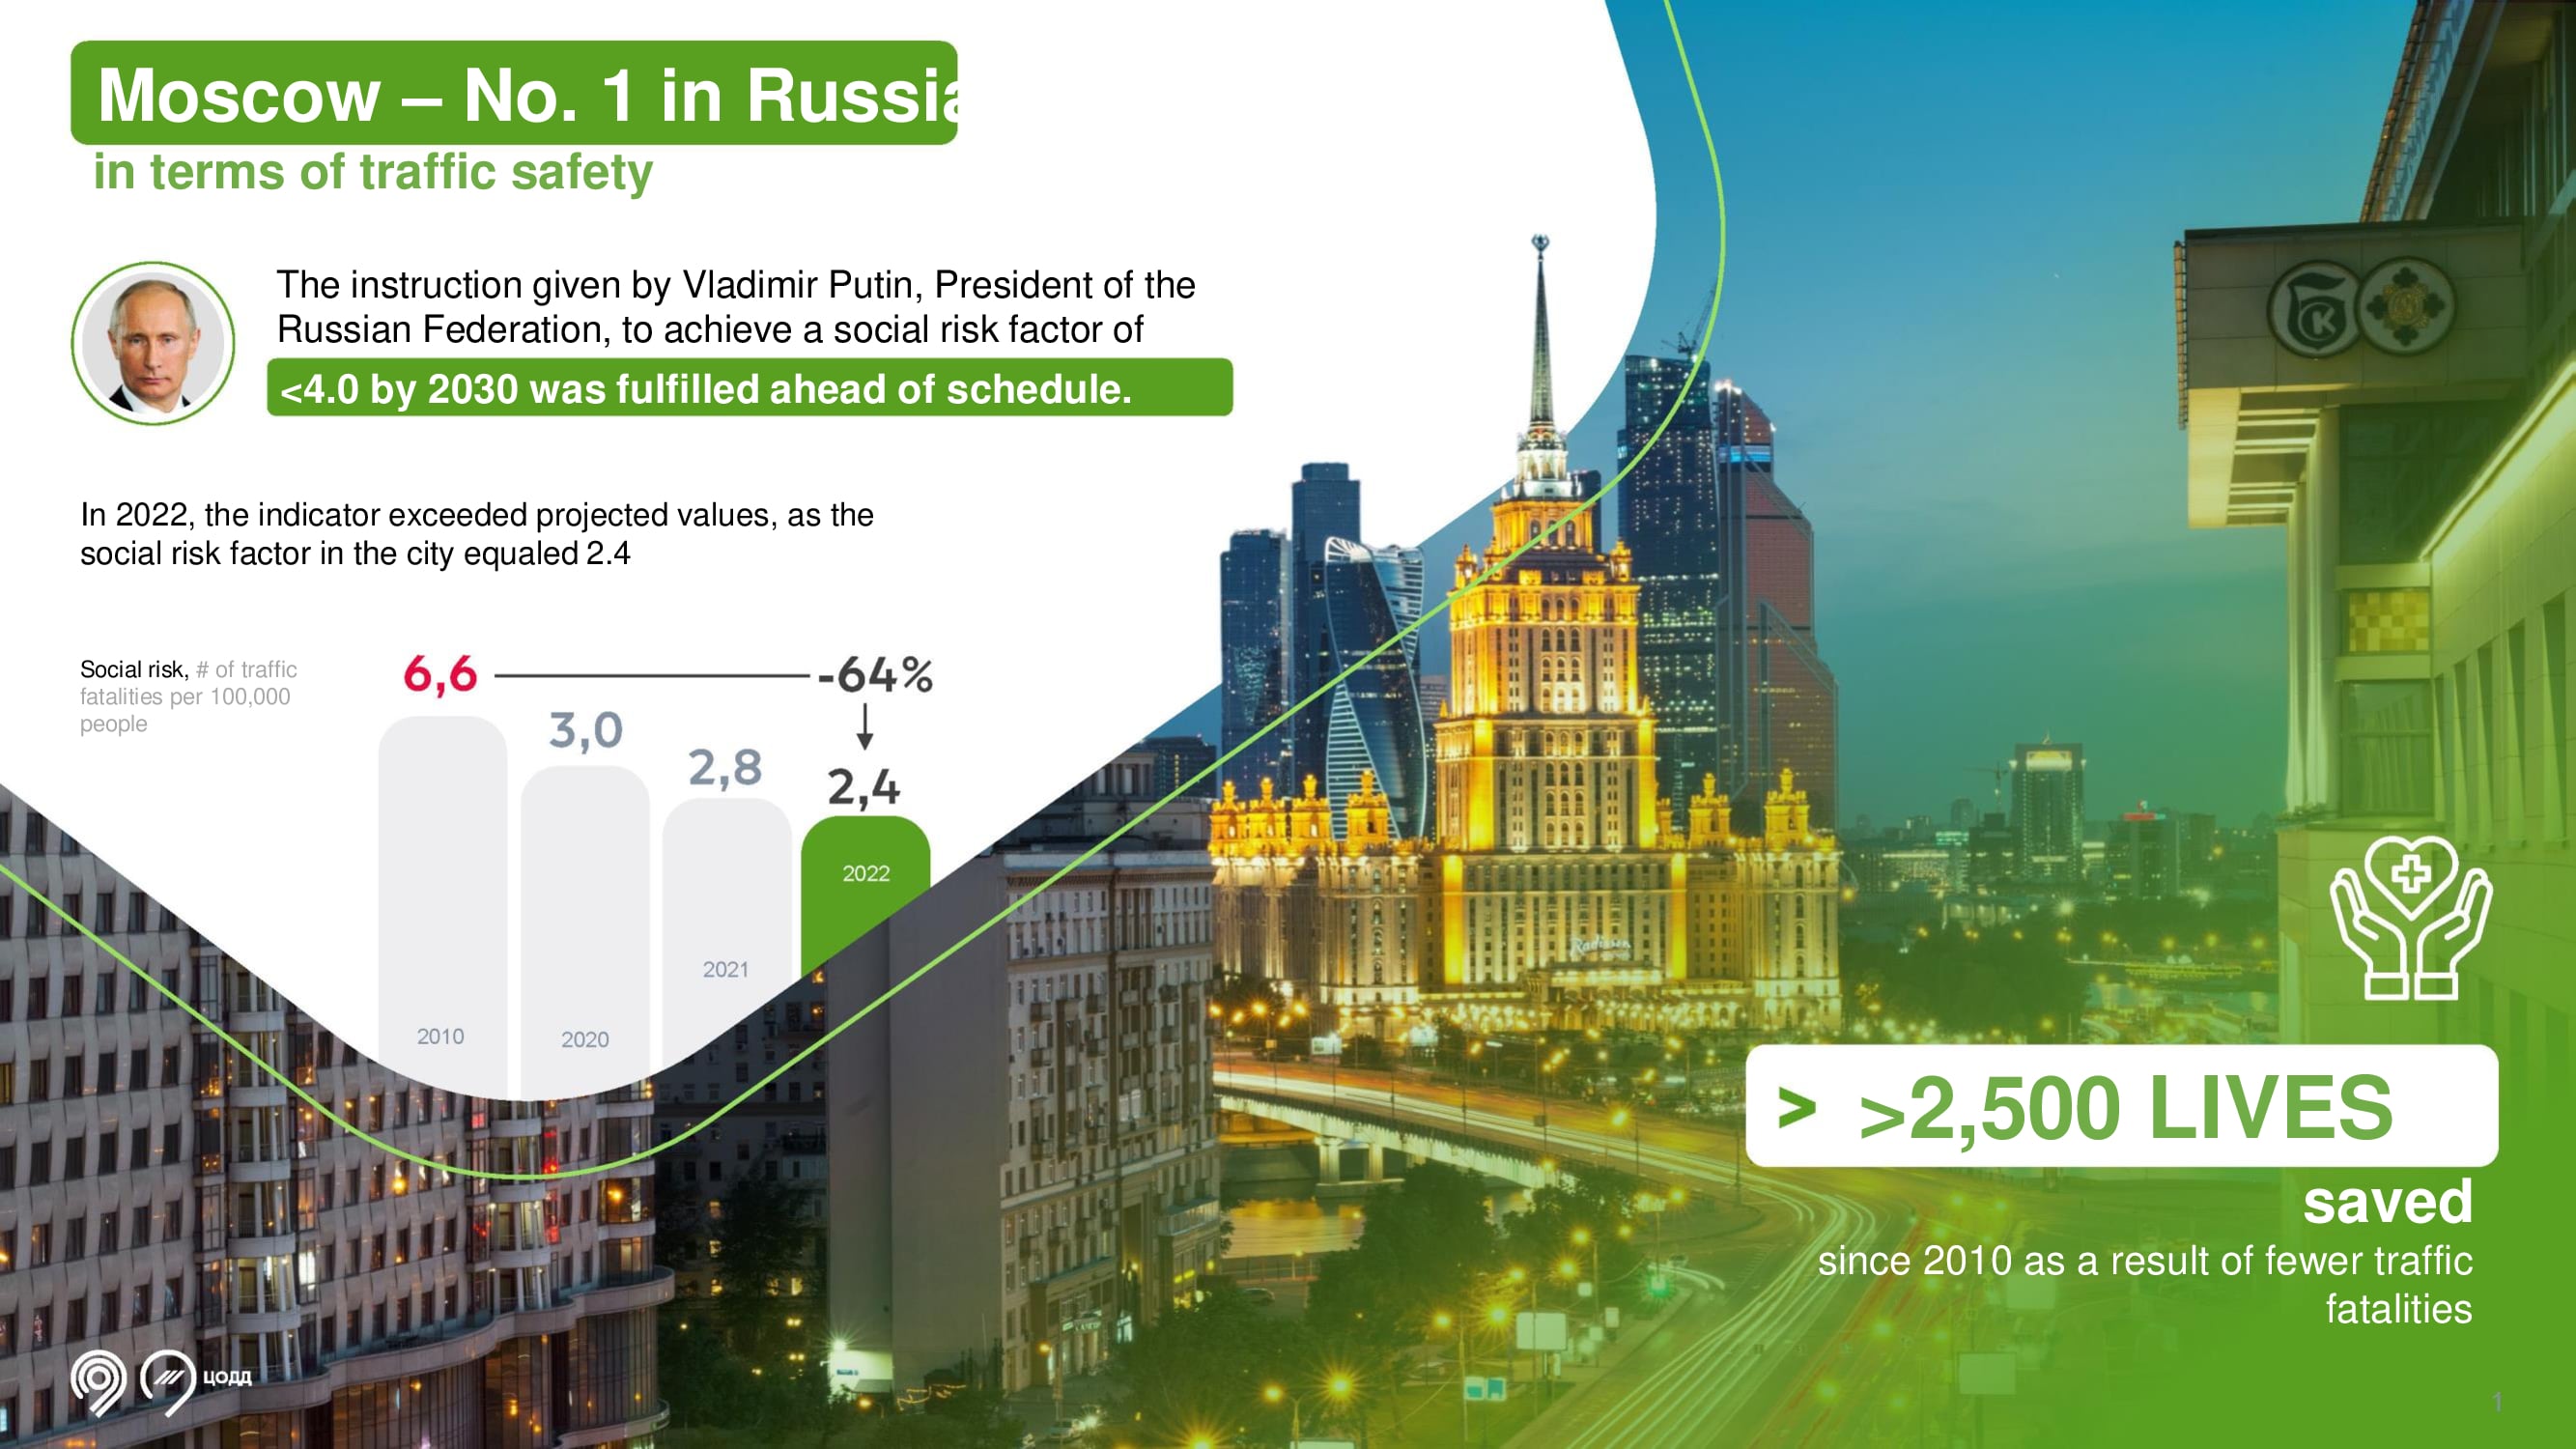 Moscow – No. 1 in Russia
in terms of traffic safety
The instruction given by Vladimir Putin, President of the
Russian Federation, to achieve a social risk factor of
<4.0 by 2030 was fulfilled ahead of schedule.
In 2022, the indicator exceeded projected values, as the
social risk factor in the city equaled 2.4
Social risk, # of traffic
fatalities per 100,000
people
6,6
-64%
3,0
2,8
2,4
2010
2020
2021
2022
Radisson
> >2,500 LIVES
saved
since 2010 as a result of fewer traffic
fatalities
ЦОДД
1